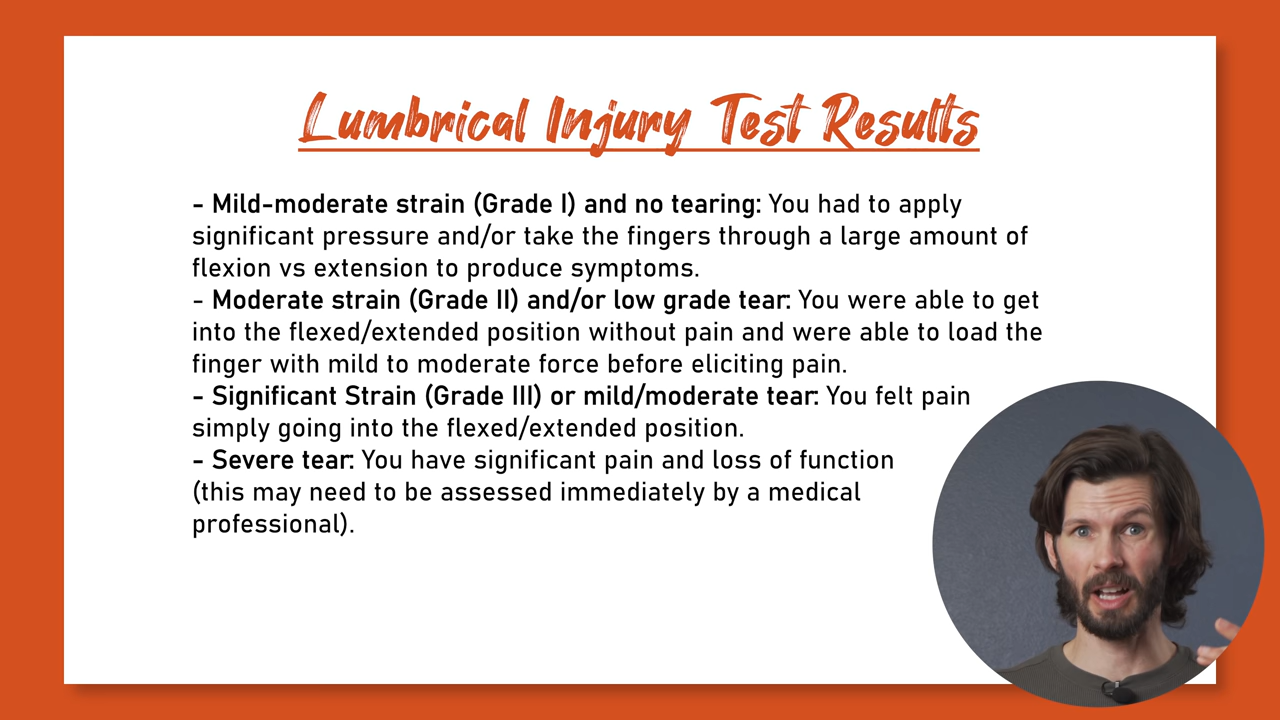 Lumbrical Injury Test Results
- Mild-moderate strain (Grade I) and no tearing: You had to apply
significant pressure and/or take the fingers through a large amount of
flexion vs extension to produce symptoms.
- Moderate strain (Grade II) and/or low grade tear: You were able to get
into the flexed/extended position without pain and were able to load the
finger with mild to moderate force before eliciting pain.
- Significant Strain (Grade III) or mild/moderate tear: You felt pain
simply going into the flexed/extended position.
- Severe tear: You have significant pain and loss of function
(this may need to be assessed immediately by a medical
professional).